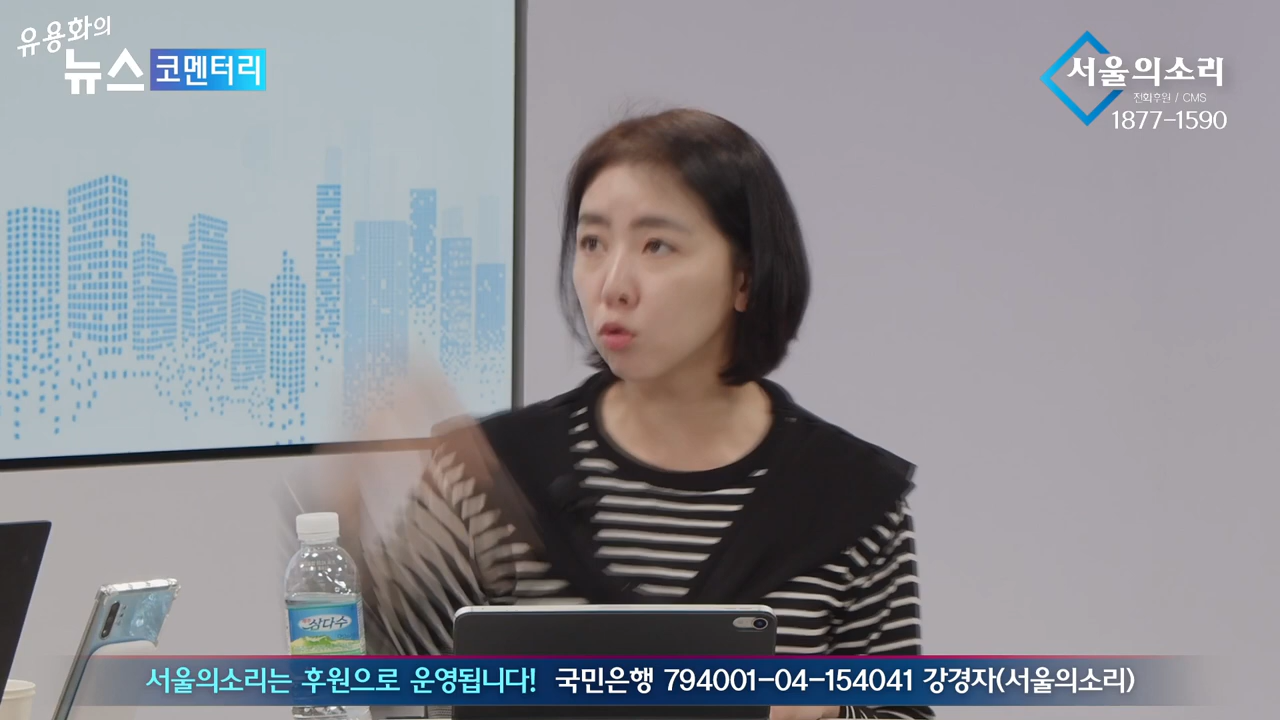 유용화의
뉴스 코멘터리
서울의소리
전화후원 / CMS
1877-1590
삼다수
서울의소리는 후원으로 운영됩니다! 국민은행 794001-04-154041 강경자(서울의소리)